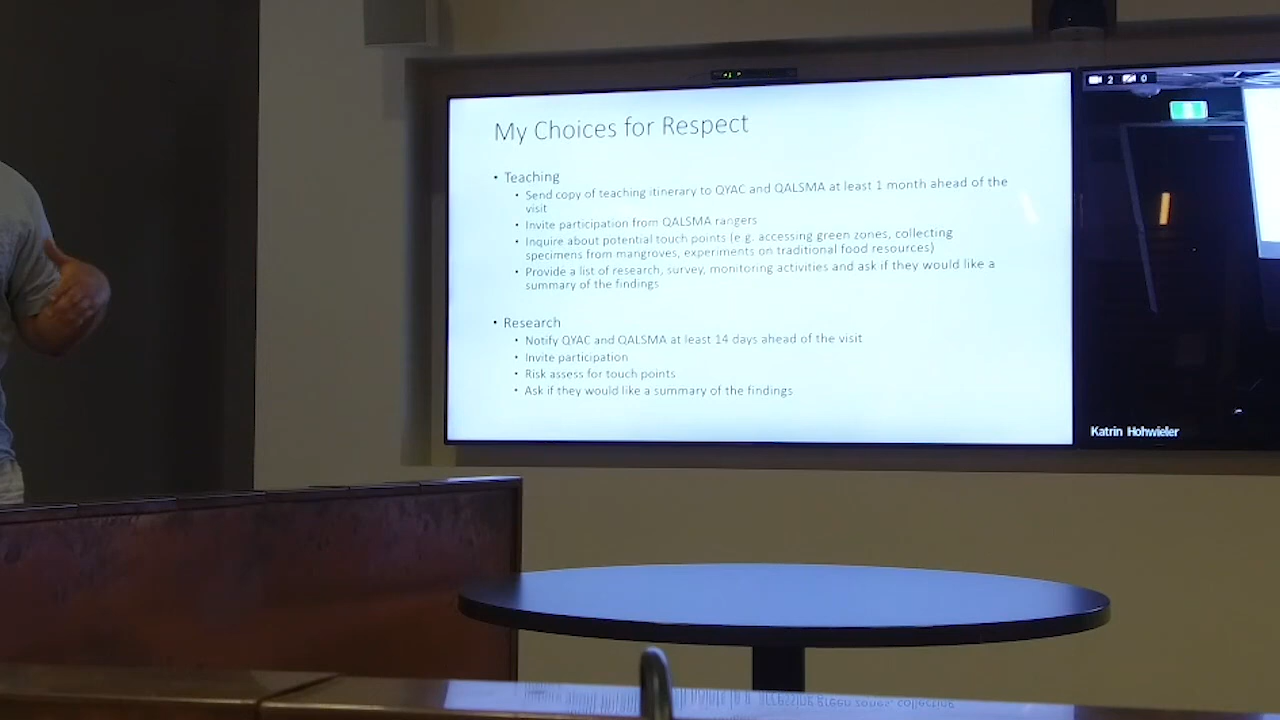 My Choices for Respect
• Teaching
• Send copy of teaching itinerary to QYAC and QALSMA at least 1 month ahead of the
visit
• Invite participation from QALSMA rangers
• Inquire about potential touch points (e.g. accessing green zones, collecting
specimens from mangroves, experiments on traditional food resources)
• Provide a list of research, survey, monitoring activities and ask if they would like a
summary of the findings
• Research
• Notify QYAC and QALSMA at least 14 days ahead of the visit
• Invite participation
• Risk assess for touch points
• Ask if they would like a summary of the findings
2 0
Katrin Hohwieler